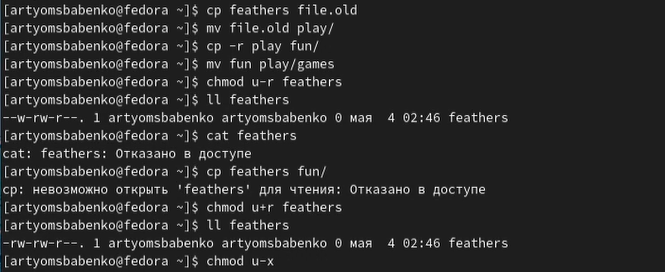 [artyomsbabenko@fedora ~]$ cp feathers file.old
[artyomsbabenko@fedora ~]$ mv file.old play/
[artyomsbabenko@fedora ~]$ cp -r play fun/
[artyomsbabenko@fedora ~]$ mv fun play/games
[artyomsbabenko@fedora ~]$ chmod u-r feathers
[artyomsbabenko@fedora ~]$ ll feathers
--w-rw-r--. 1 artyomsbabenko artyomsbabenko 0 мая  4 02:46 feathers
[artyomsbabenko@fedora ~]$ cat feathers
cat: feathers: Отказано в доступе
[artyomsbabenko@fedora ~]$ cp feathers fun/
cp: невозможно открыть 'feathers' для чтения: Отказано в доступе
[artyomsbabenko@fedora ~]$ chmod u+r feathers
[artyomsbabenko@fedora ~]$ ll feathers
-rw-rw-r--. 1 artyomsbabenko artyomsbabenko 0 мая  4 02:46 feathers
[artyomsbabenko@fedora ~]$ chmod u-x